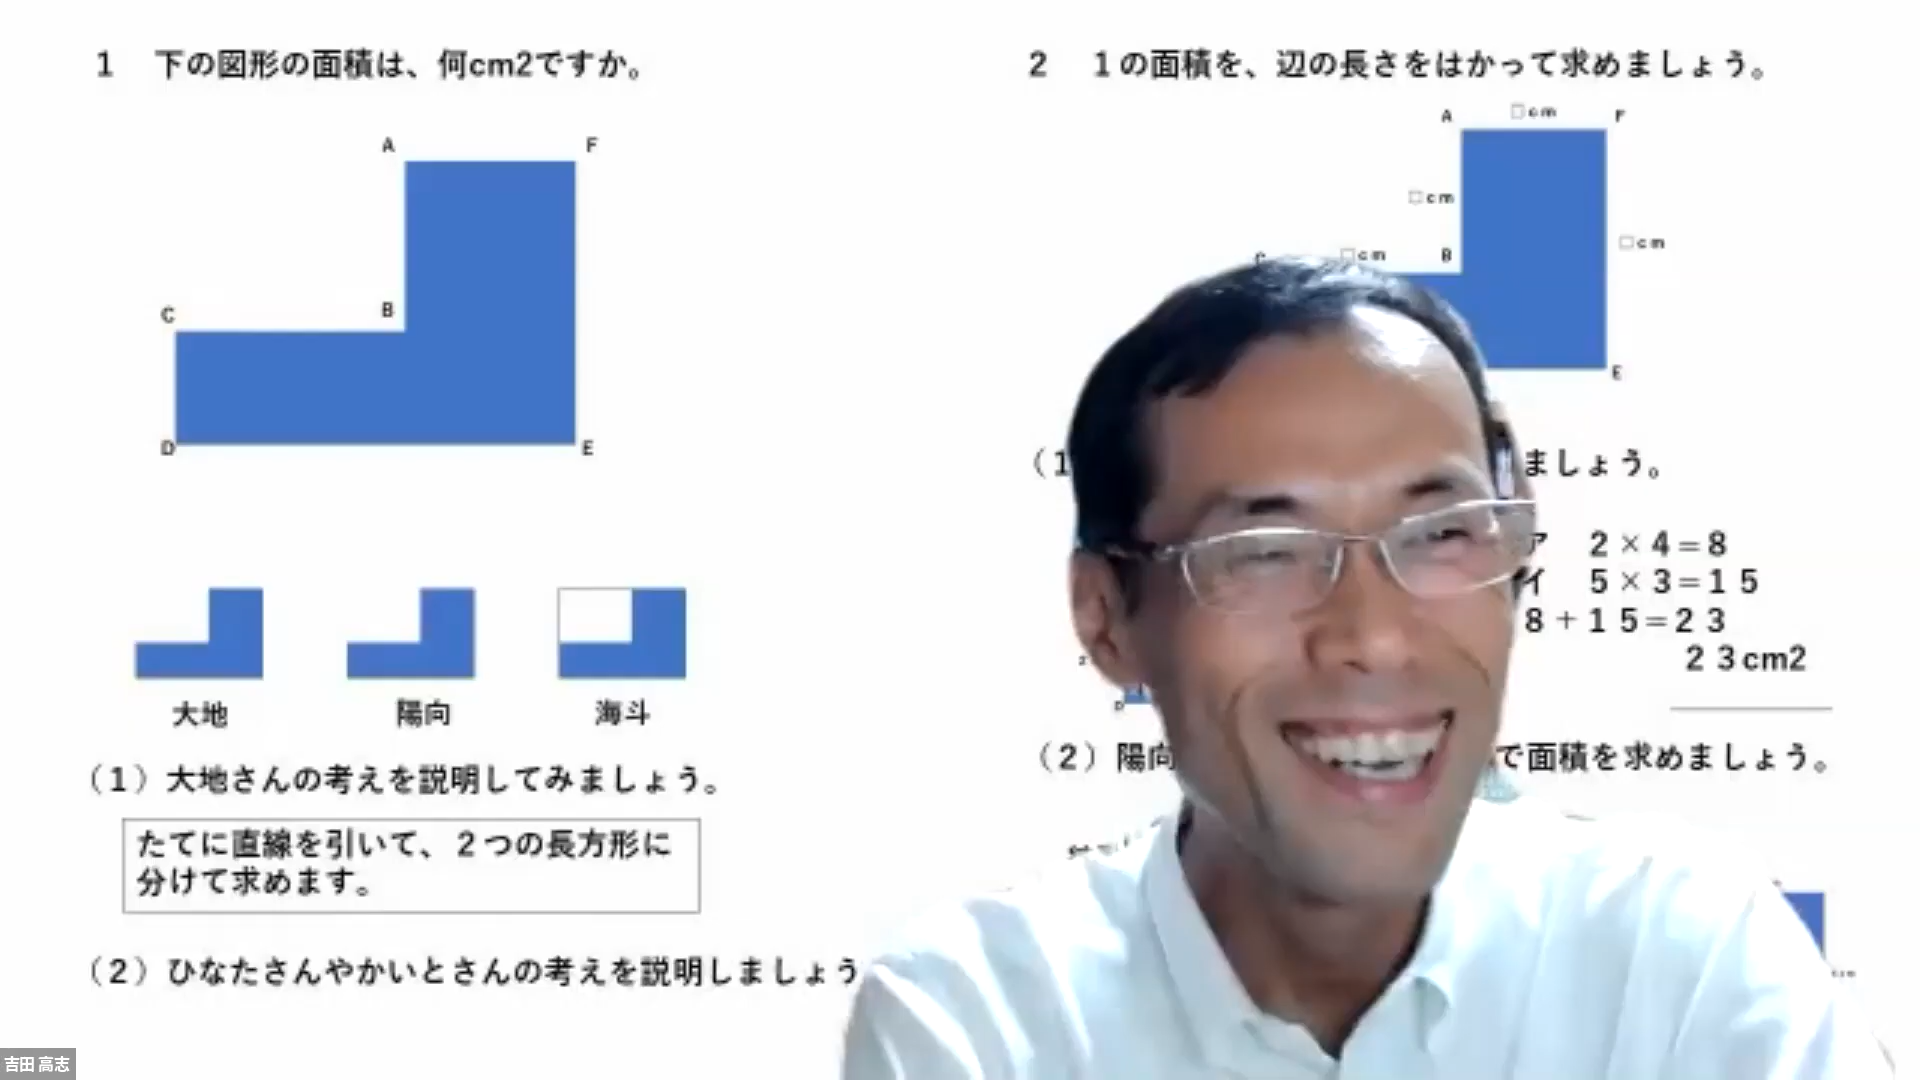 1 下の図形の面積は、何cm2ですか。
A
F
C
B
D
E
大地
陽向
海斗
（１）大地さんの考えを説明してみましょう。
たてに直線を引いて、２つの長方形に
分けて求めます。
（２）ひなたさんやかいとさんの考えを説明しましょう
2 １の面積を、辺の長さをはかって求めましょう。
□cm
A
F
□cm
□cm
C
□cm
B
E
（１
ましょう。
ア ２×４＝８
イ ５×３＝１５
８＋１５＝２３
２３cm2
D
（２）陽向
で面積を求めましょう。
吉田 高志